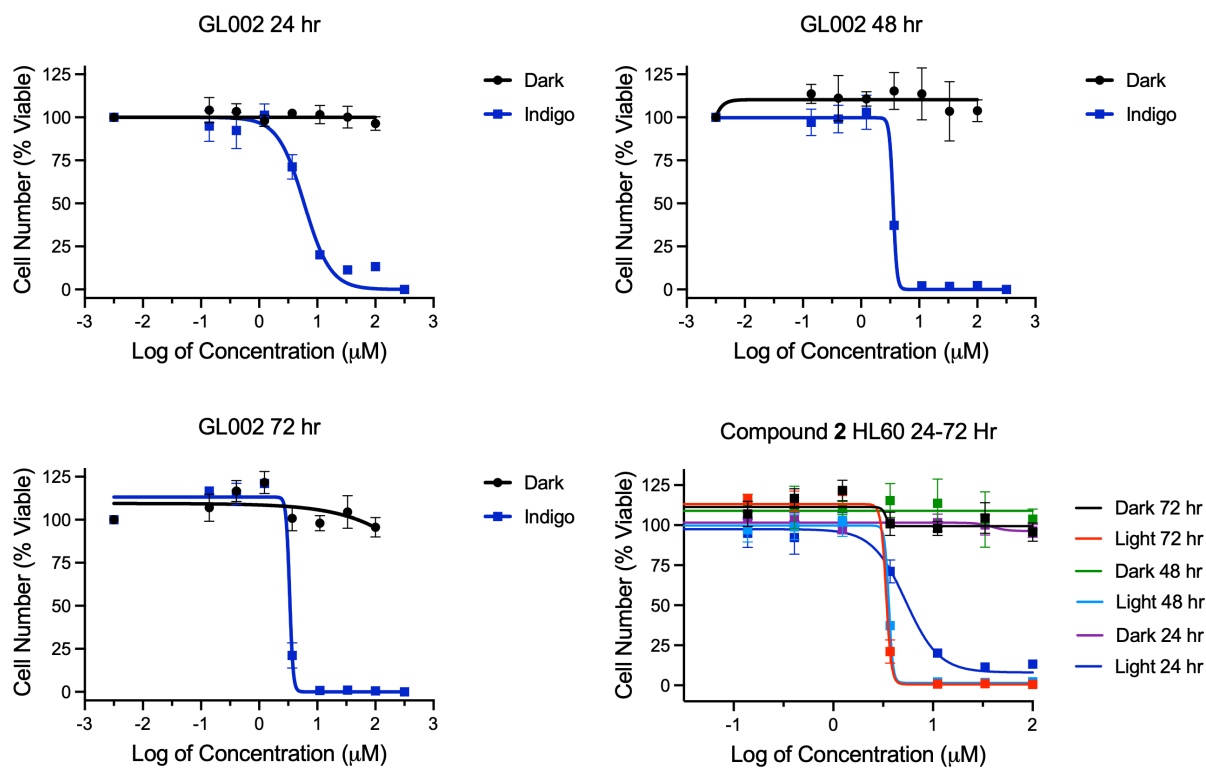 GL002 24 hr
Cell Number (% Viable)
125
100
75
50
25
0
-3
-2
-1
0
1
2
3
Log of Concentration (μM)
Dark
Indigo
GL002 48 hr
Cell Number (% Viable)
125
100
75
50
25
0
-3
-2
-1
0
1
2
3
Log of Concentration (μM)
Dark
Indigo
GL002 72 hr
Cell Number (% Viable)
125
100
75
50
25
0
-3
-2
-1
0
1
2
3
Log of Concentration (μM)
Dark
Indigo
Compound 2 HL60 24-72 Hr
Cell Number (% Viable)
125
100
75
50
25
0
-1
0
1
2
Log of Concentration (μM)
Dark 72 hr
Light 72 hr
Dark 48 hr
Light 48 hr
Dark 24 hr
Light 24 hr